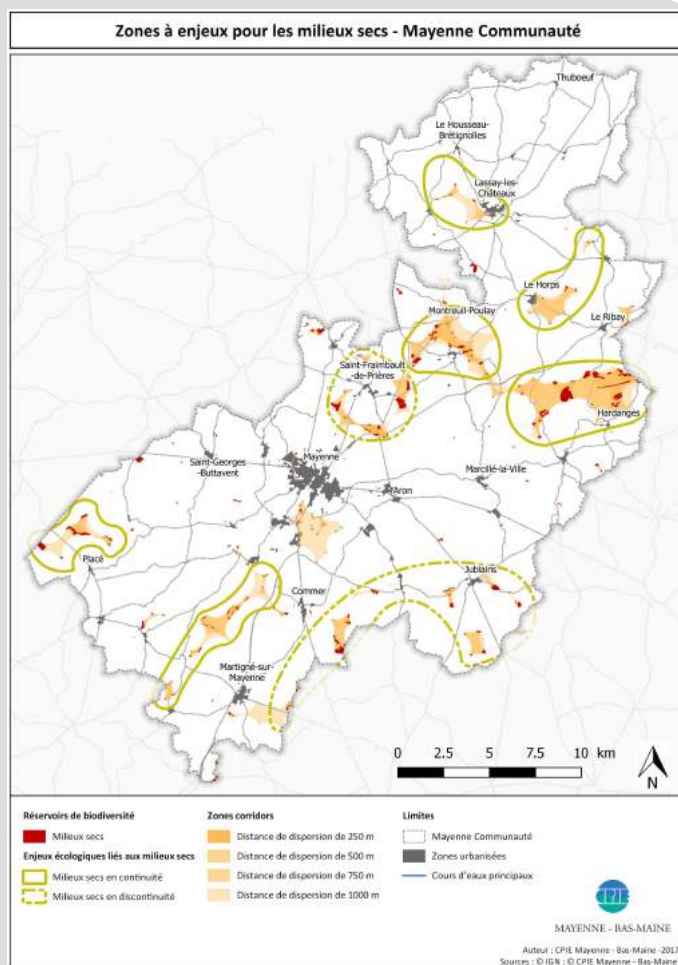 Zones à enjeux pour les milieux secs - Mayenne Communauté
Thuboeuf
Le Housseau-
Brétignolles
Lassay-les-
Châteaux
Le Horps
Montreuil-Poulay
Le Ribay
Saint-Fraimbault
-de-Prières
Hardanges
Mayenne
Saint-Georges
-Buttavent
Marcillé-la-Ville
Aron
Placé
Jublains
Commer
Martigné-sur-
Mayenne
0 2.5 5 7.5 10 km
N
Réservoirs de biodiversité
Milieux secs
Enjeux écologiques liés aux milieux secs
Milieux secs en continuité
Milieux secs en discontinuité
Zones corridors
Distance de dispersion de 250 m
Distance de dispersion de 500 m
Distance de dispersion de 750 m
Distance de dispersion de 1000 m
Limites
Mayenne Communauté
Zones urbanisées
Cours d'eaux principaux
CPIE
MAYENNE - BAS-MAINE
Auteur : CPIE Mayenne - Bas-Maine -2017
Sources : © IGN ; © CPIE Mayenne - Bas-Maine